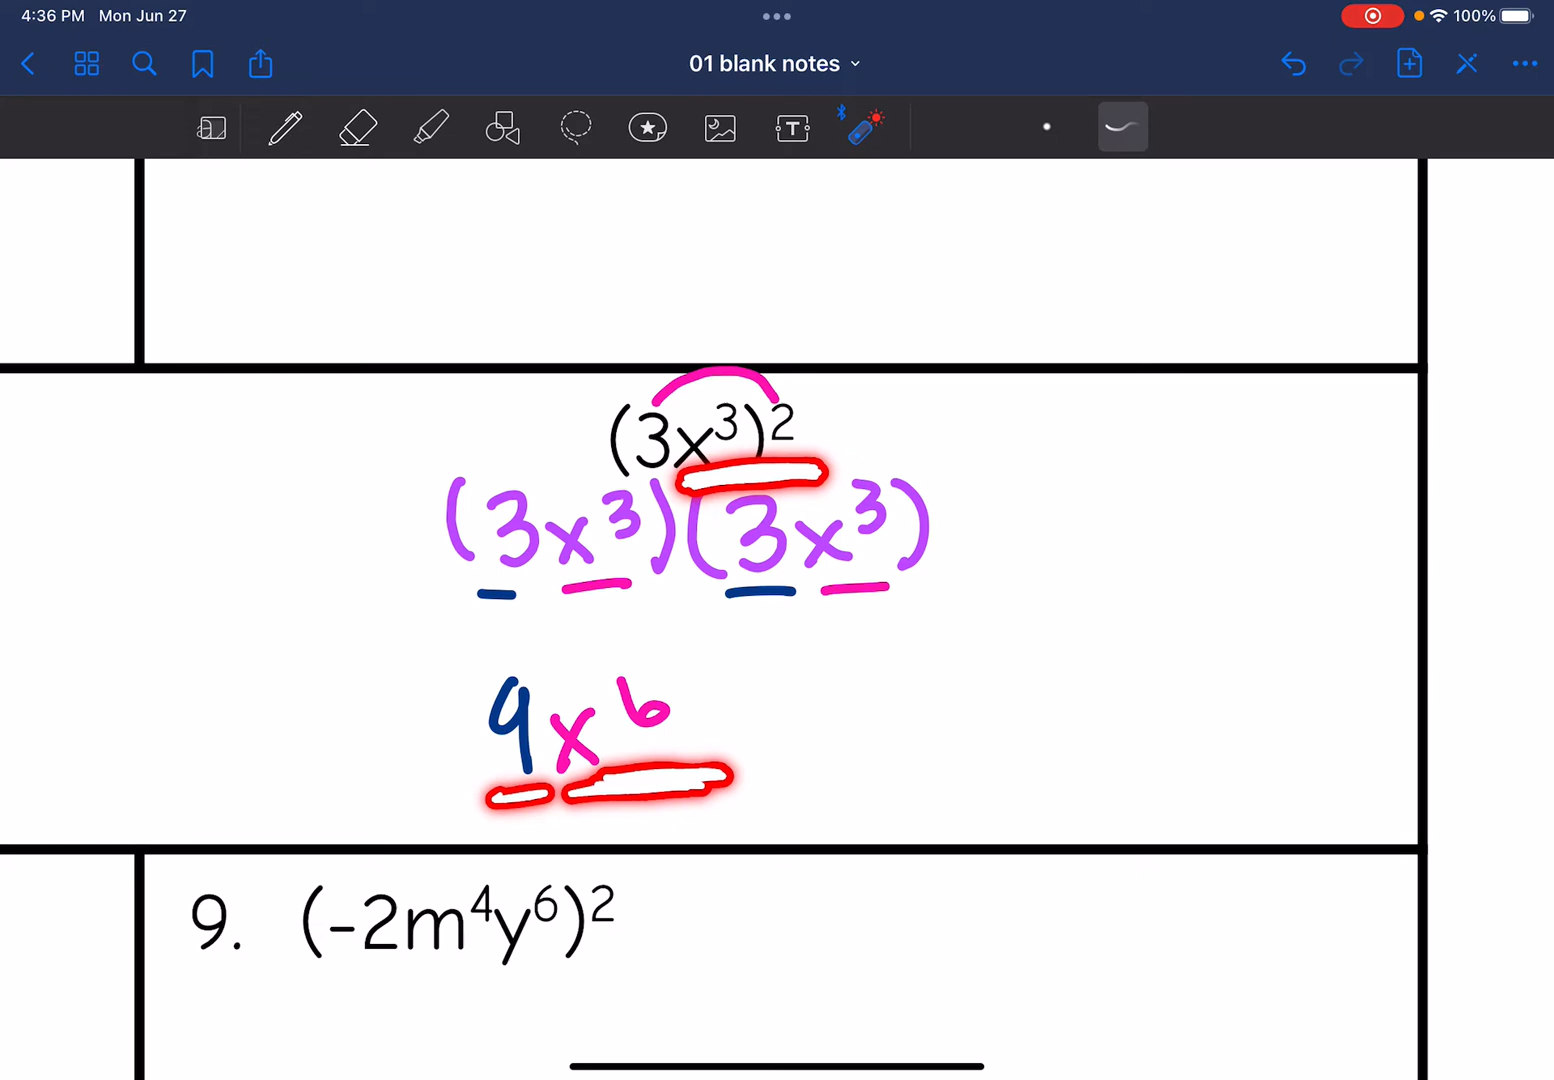 4:36 PM Mon Jun 27 100%
01 blank notes
T
(3x³)²
(3x³)(3x³)
9x⁶
9. (-2m⁴y⁶)²